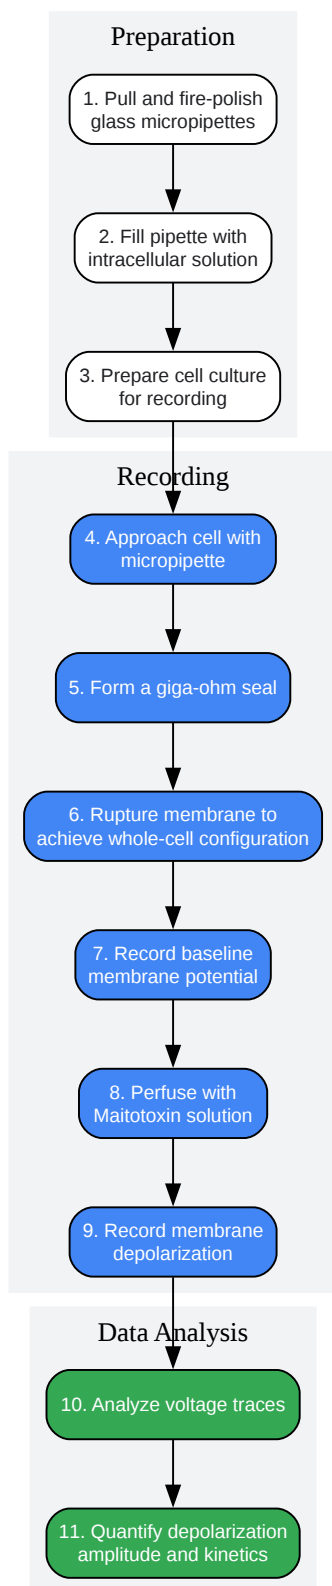 Preparation
1. Pull and fire-polish
glass micropipettes
2. Fill pipette with
intracellular solution
3. Prepare cell culture
for recording
Recording
4. Approach cell with
micropipette
5. Form a giga-ohm seal
6. Rupture membrane to
achieve whole-cell configuration
7. Record baseline
membrane potential
8. Perfuse with
Maitotoxin solution
9. Record membrane
depolarization
Data Analysis
10. Analyze voltage traces
11. Quantify depolarization
amplitude and kinetics